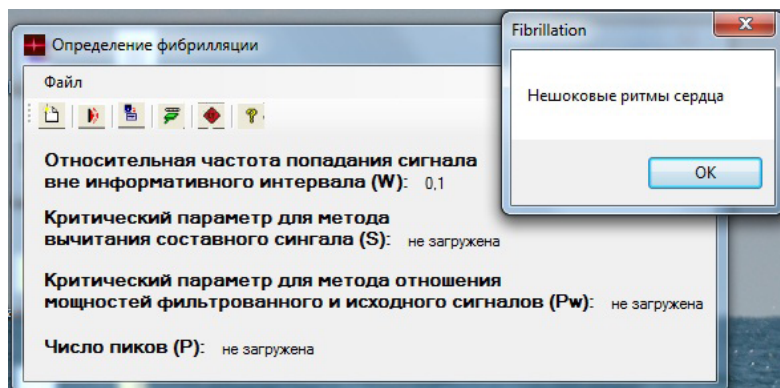 Определение фибрилляции
Файл
Относительная частота попадания сигнала
вне информативного интервала (W): 0,1
Критический параметр для метода
вычитания составного сингала (S): не загружена
Критический параметр для метода отношения
мощностей фильтрованного и исходного сигналов (Pw): не загружена
Число пиков (P): не загружена
Fibrillation
Нешоковые ритмы сердца
OK